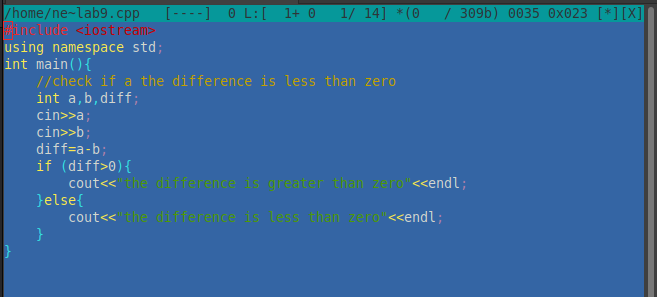 /home/ne~lab9.cpp   [----]  0 L:[  1+ 0   1/ 14] *(0   / 309b) 0035 0x023 [*][X]
#include <iostream>
using namespace std;
int main(){
    //check if a the difference is less than zero
    int a,b,diff;
    cin>>a;
    cin>>b;
    diff=a-b;
    if (diff>0){
        cout<<"the difference is greater than zero"<<endl;
    }else{
        cout<<"the difference is less than zero"<<endl;
    }
}